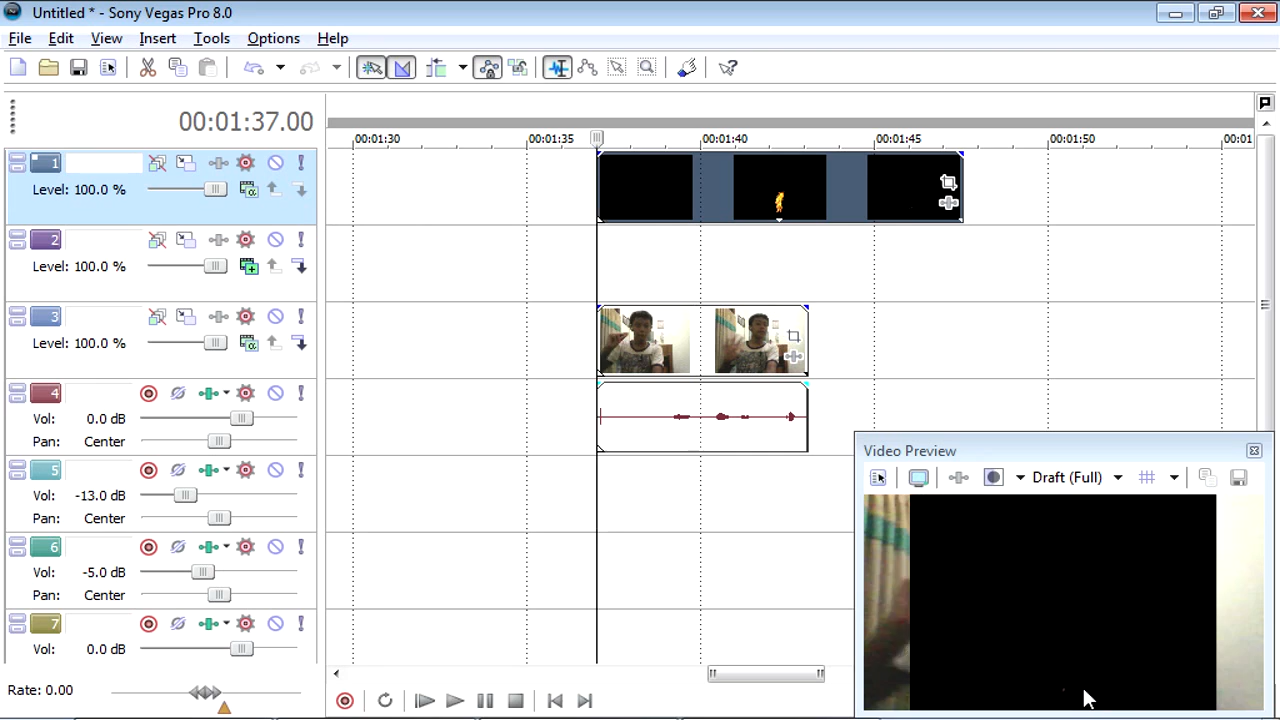 Untitled * - Sony Vegas Pro 8.0
File Edit View Insert Tools Options Help
00:01:37.00
00:01:30 00:01:35 00:01:40 00:01:45 00:01:50 00:01
1
Level: 100.0 %
2
Level: 100.0 %
3
Level: 100.0 %
4
Vol: 0.0 dB
Pan: Center
5
Vol: -13.0 dB
Pan: Center
6
Vol: -5.0 dB
Pan: Center
7
Vol: 0.0 dB
Rate: 0.00
Video Preview
Draft (Full)